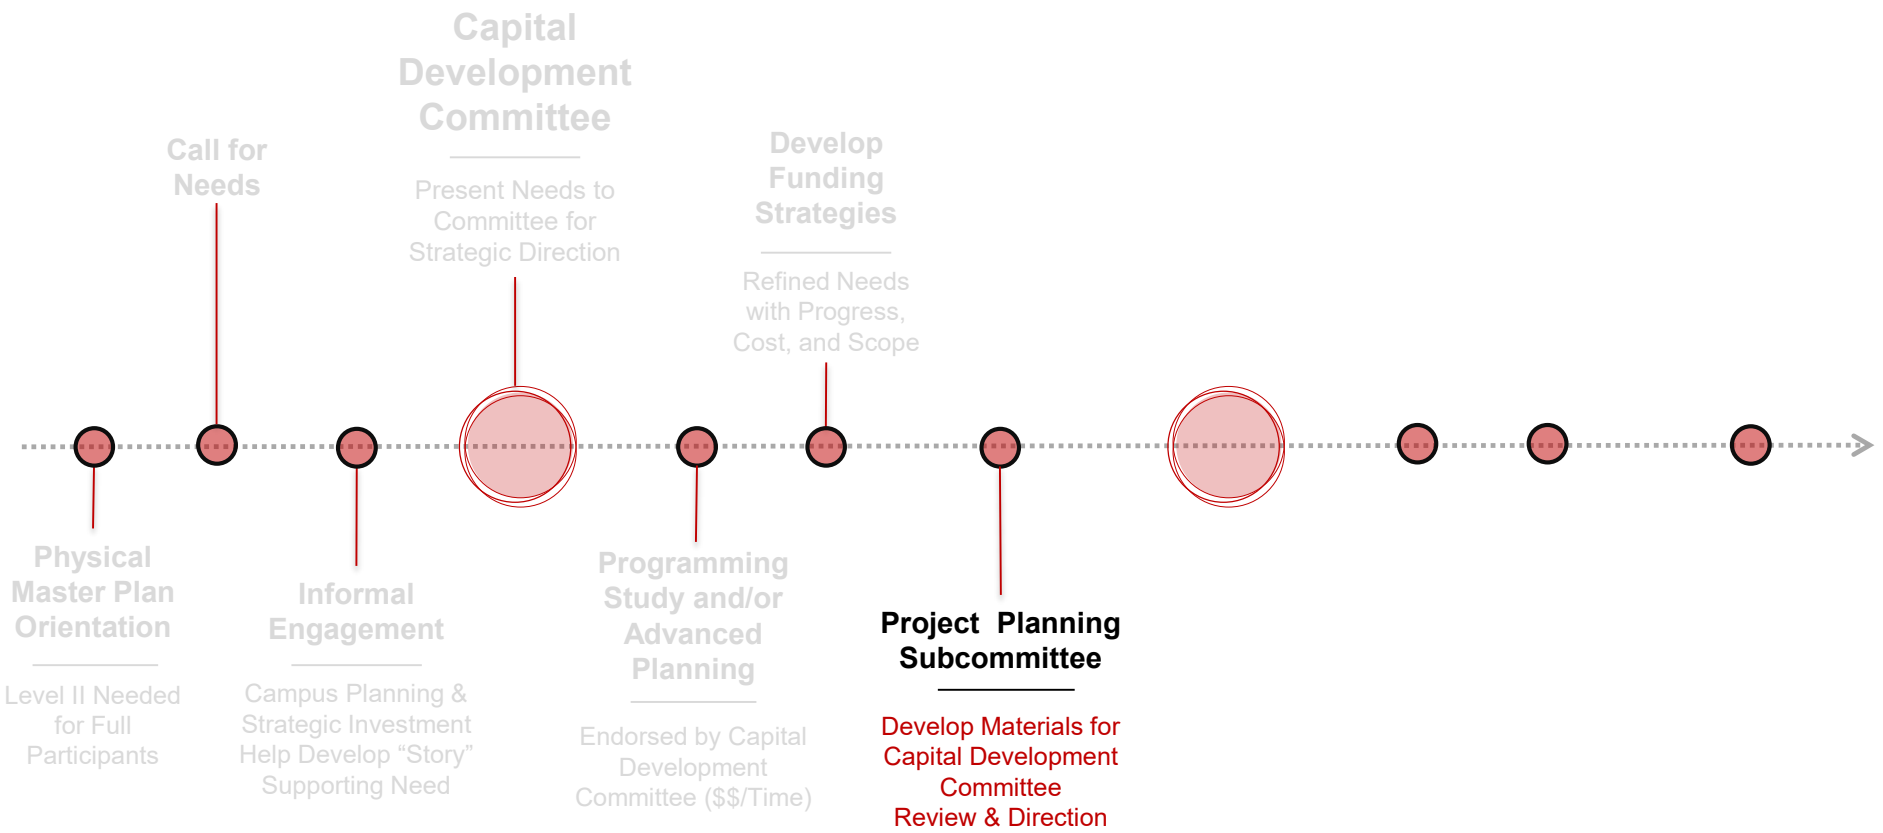 Physical
Master Plan
Orientation
Level II Needed
for Full
Participants
Call for
Needs
Informal
Engagement
Campus Planning &
Strategic Investment
Help Develop “Story”
Supporting Need
Capital
Development
Committee
Present Needs to
Committee for
Strategic Direction
Programming
Study and/or
Advanced
Planning
Endorsed by Capital
Development
Committee ($$/Time)
Develop
Funding
Strategies
Refined Needs
with Progress,
Cost, and Scope
Project Planning
Subcommittee
Develop Materials for
Capital Development
Committee
Review & Direction